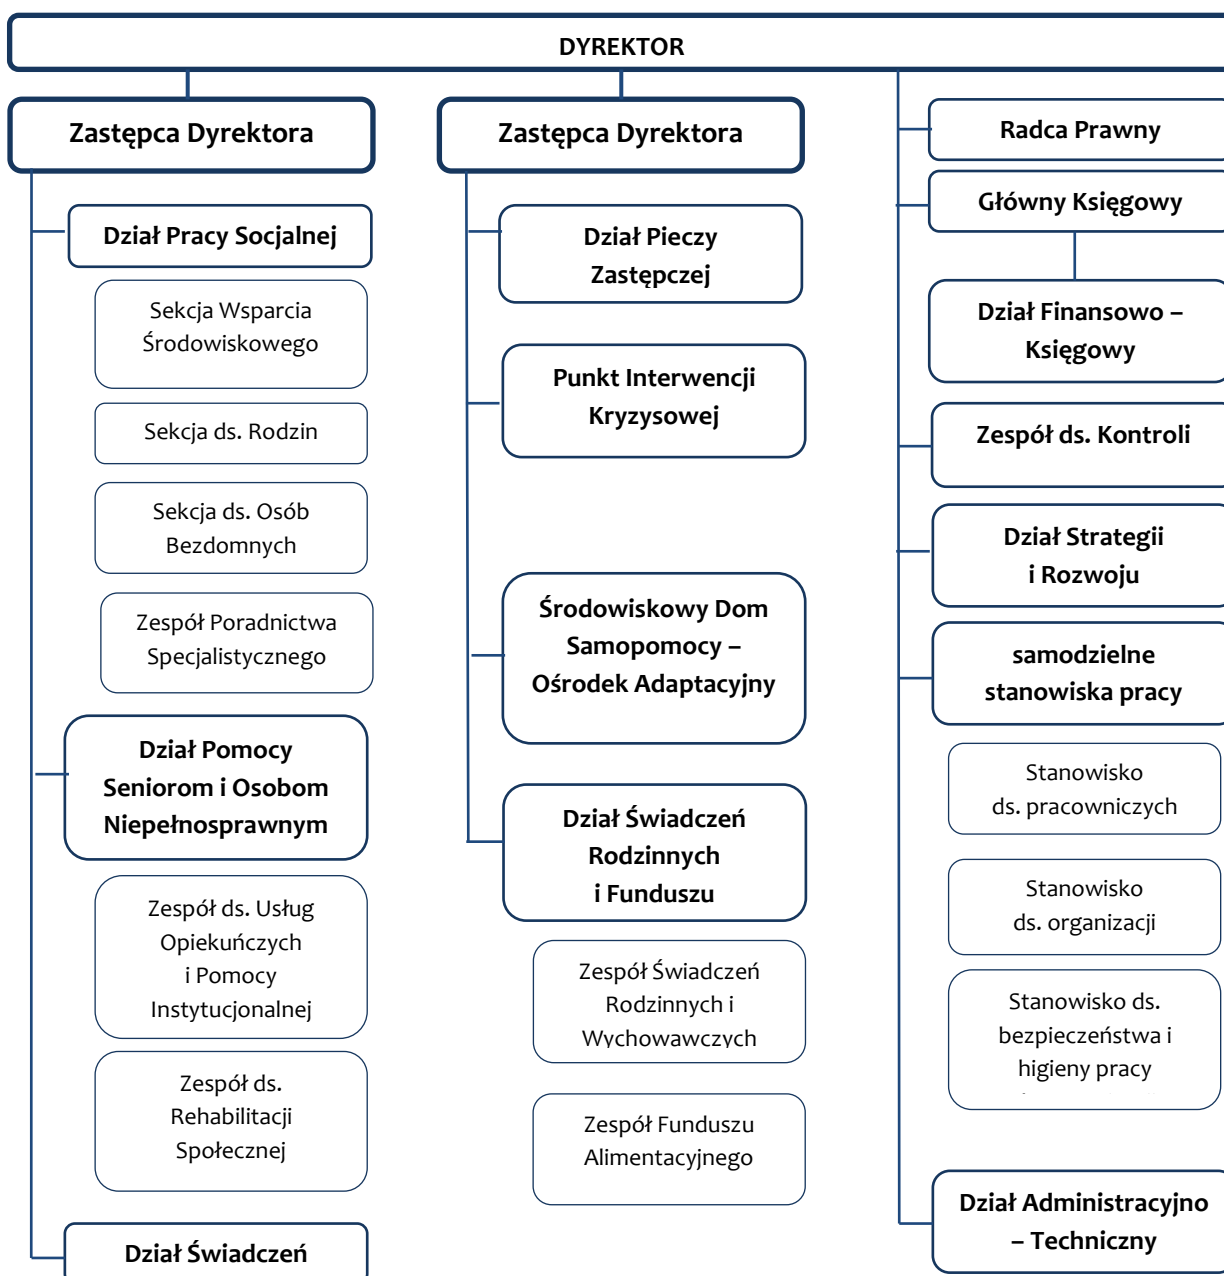 DYREKTOR
Zastępca Dyrektora
Dział Pracy Socjalnej
Sekcja Wsparcia
Środowiskowego
Sekcja ds. Rodzin
Sekcja ds. Osób
Bezdomnych
Zespół Poradnictwa
Specjalistycznego
Dział Pomocy
Seniorom i Osobom
Niepełnosprawnym
Zespół ds. Usług
Opiekuńczych
i Pomocy
Instytucjonalnej
Zespół ds.
Rehabilitacji
Społecznej
Dział Świadczeń
Zastępca Dyrektora
Dział Pieczy
Zastępczej
Punkt Interwencji
Kryzysowej
Środowiskowy Dom
Samopomocy –
Ośrodek Adaptacyjny
Dział Świadczeń
Rodzinnych
i Funduszu
Zespół Świadczeń
Rodzinnych i
Wychowawczych
Zespół Funduszu
Alimentacyjnego
Radca Prawny
Główny Księgowy
Dział Finansowo –
Księgowy
Zespół ds. Kontroli
Dział Strategii
i Rozwoju
samodzielne
stanowiska pracy
Stanowisko
ds. pracowniczych
Stanowisko
ds. organizacji
Stanowisko ds.
bezpieczeństwa i
higieny pracy
Dział Administracyjno
– Techniczny